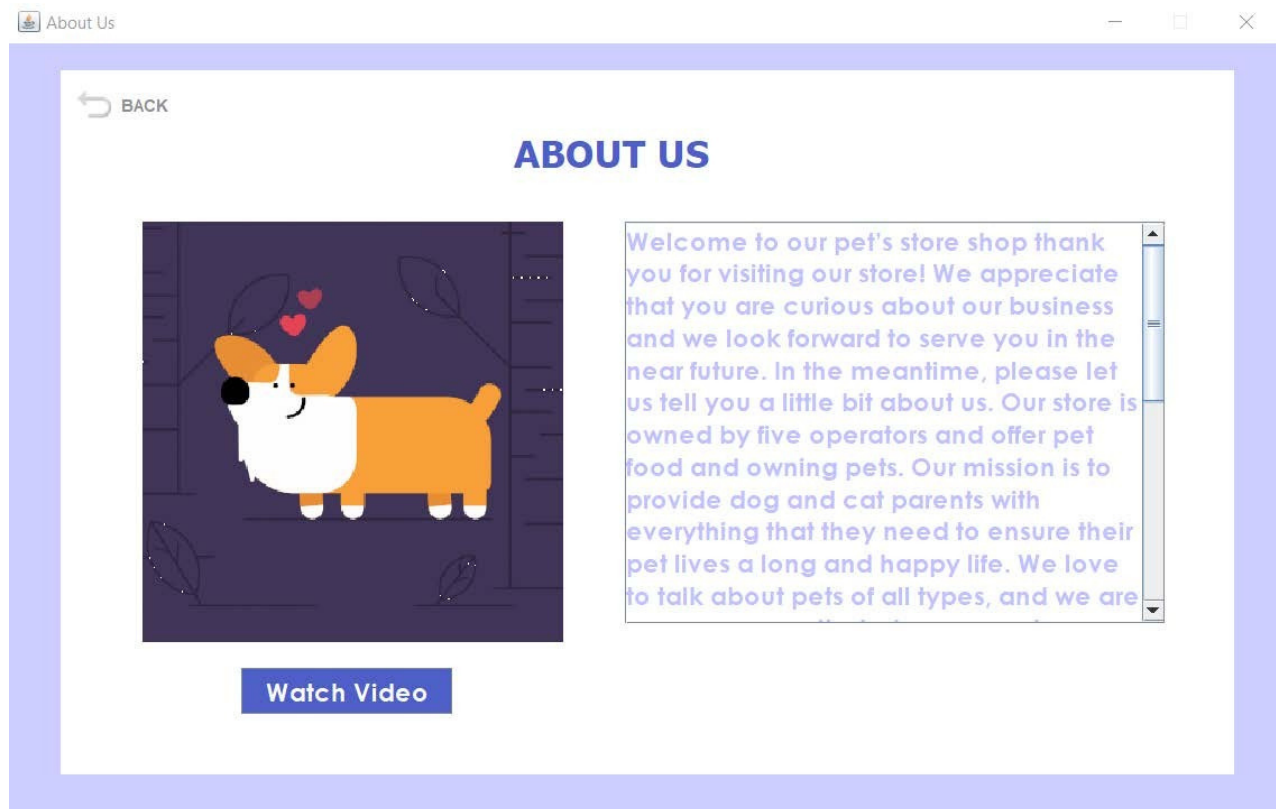 About Us
BACK
ABOUT US
Welcome to our pet's store shop thank
you for visiting our store! We appreciate
that you are curious about our business
and we look forward to serve you in the
near future. In the meantime, please let
us tell you a little bit about us. Our store is
owned by five operators and offer pet
food and owning pets. Our mission is to
provide dog and cat parents with
everything that they need to ensure their
pet lives a long and happy life. We love
to talk about pets of all types, and we are
Watch Video